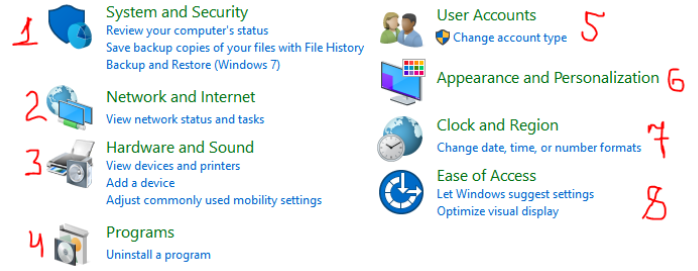 1 System and Security
Review your computer's status
Save backup copies of your files with File History
Backup and Restore (Windows 7)
2 Network and Internet
View network status and tasks
3 Hardware and Sound
View devices and printers
Add a device
Adjust commonly used mobility settings
4 Programs
Uninstall a program
User Accounts 5
Change account type
Appearance and Personalization 6
Clock and Region 7
Change date, time, or number formats
Ease of Access 8
Let Windows suggest settings
Optimize visual display